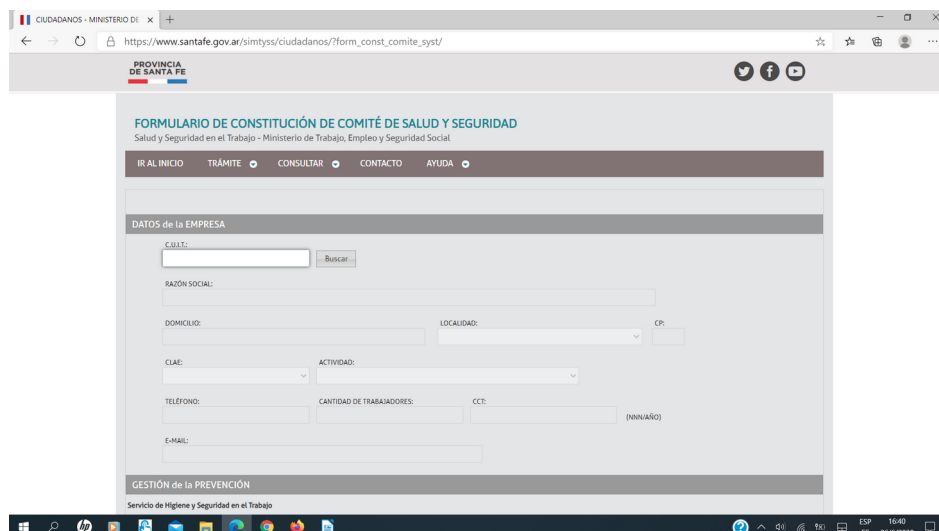 CIUDADANOS - MINISTERIO DE
https://www.santafe.gov.ar/simtyss/ciudadanos/?form_const_comite_syst/
PROVINCIA
DE SANTA FE
FORMULARIO DE CONSTITUCIÓN DE COMITÉ DE SALUD Y SEGURIDAD
Salud y Seguridad en el Trabajo - Ministerio de Trabajo, Empleo y Seguridad Social
IR AL INICIO TRÁMITE CONSULTAR CONTACTO AYUDA
DATOS de la EMPRESA
C.U.I.T.:
Buscar
RAZÓN SOCIAL:
DOMICILIO: LOCALIDAD: CP:
CLAE: ACTIVIDAD:
TELÉFONO: CANTIDAD DE TRABAJADORES: CCT:
(NNN/AÑO)
E-MAIL:
GESTIÓN de la PREVENCIÓN
Servicio de Higiene y Seguridad en el Trabajo
ESP 16:40